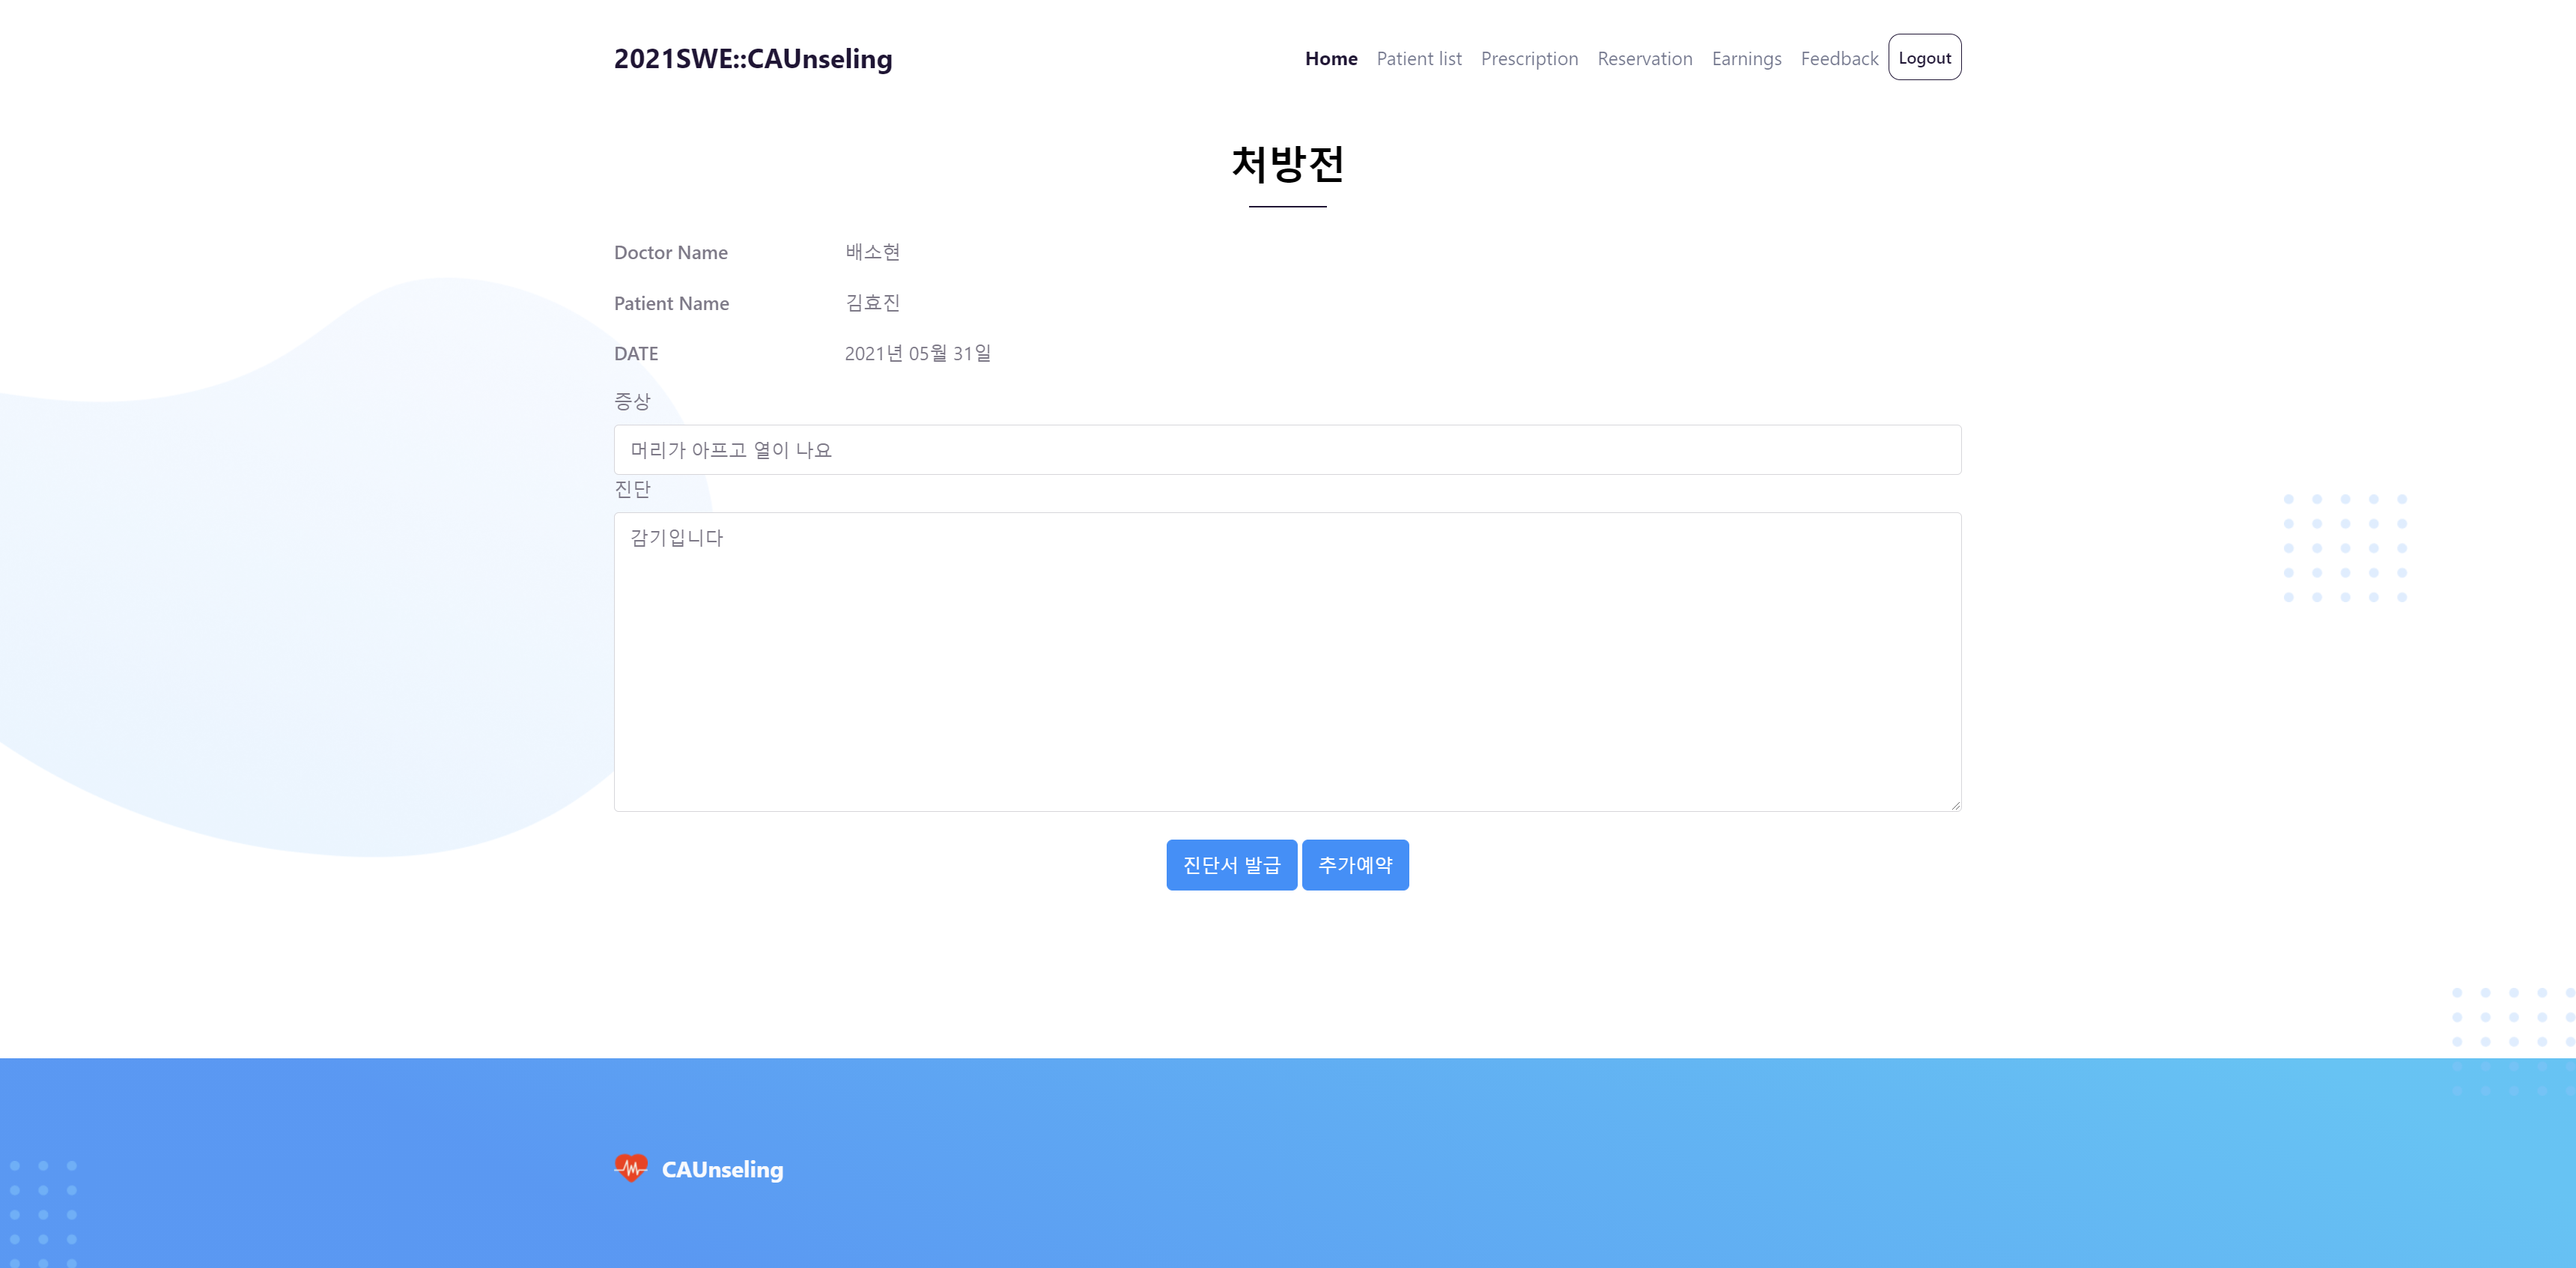 2021SWE::CAUnseling
Home Patient list Prescription Reservation Earnings Feedback Logout
처방전
Doctor Name 배소현
Patient Name 김효진
DATE 2021년 05월 31일
증상
머리가 아프고 열이 나요
진단
감기입니다
진단서 발급 추가예약
CAUnseling